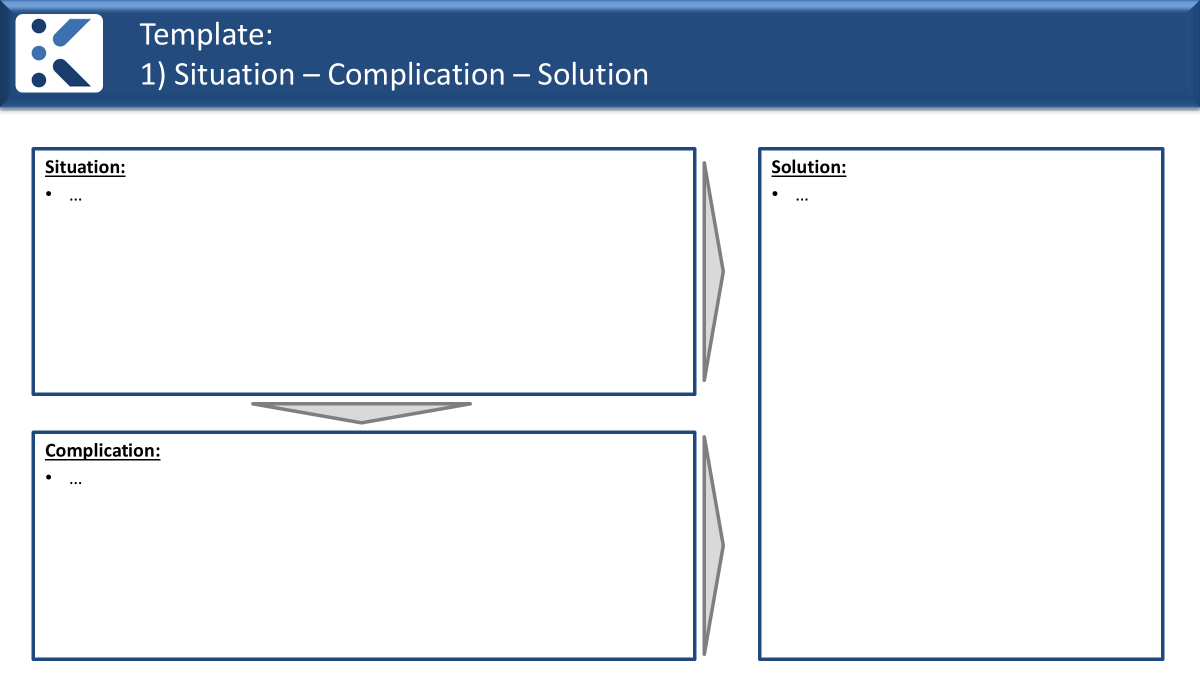 Template:
1) Situation – Complication – Solution
Situation:
• ...
Complication:
• ...
Solution:
• ...